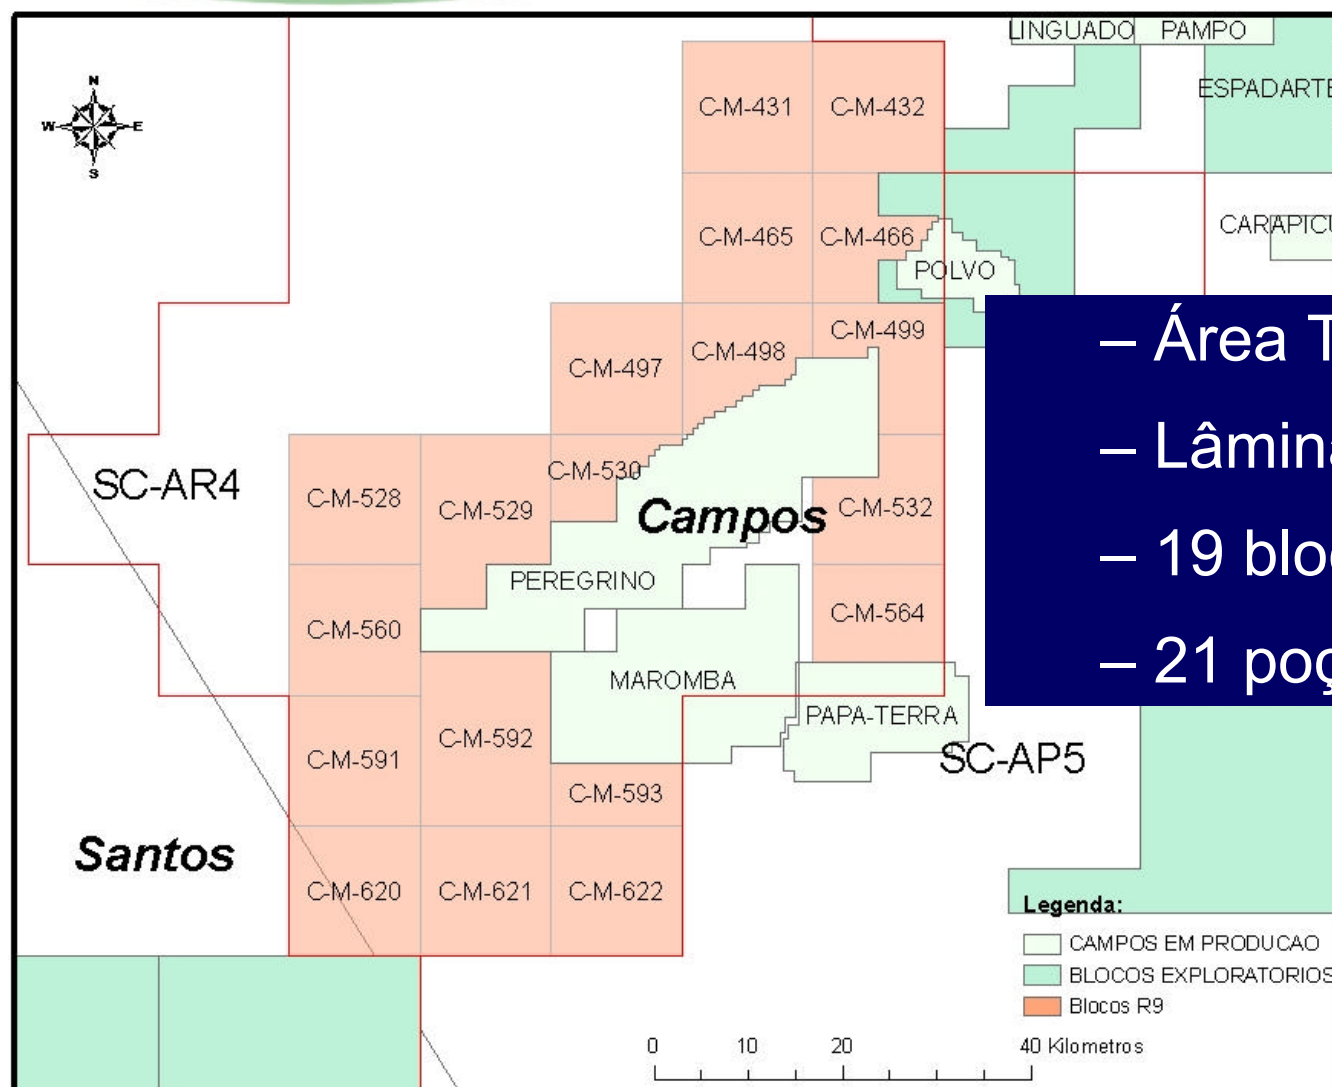 LINGUADO PAMPO
N
ESPADARTE
W E
C-M-431 C-M-432
S
CARAPICU
C-M-465 C-M-466
POLVO
– Área T
C-M-499
C-M-498
C-M-497
– Lâmina
C-M-530
SC-AR4
C-M-528
C-M-529
Campos
C-M-532
– 19 blo
PEREGRINO
C-M-560
C-M-564
– 21 poç
MAROMBA
PAPA-TERRA
C-M-592
C-M-591
SC-AP5
C-M-593
Santos
C-M-620 C-M-621 C-M-622
Legenda:
CAMPOS EM PRODUCAO
BLOCOS EXPLORATORIOS
Blocos R9
0 10 20 40 Kilometros